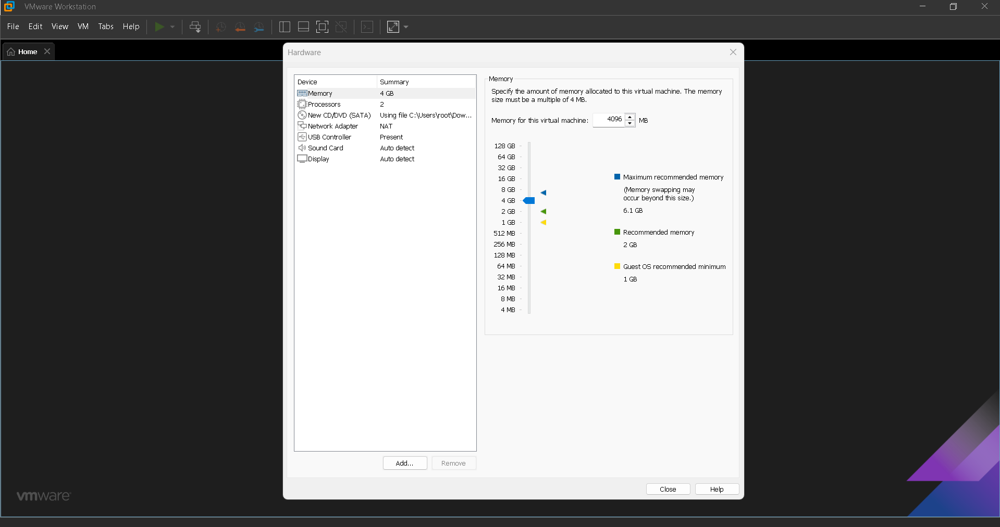 VMware Workstation
File Edit View VM Tabs Help
Home
Hardware
Device Summary
Memory 4 GB
Processors 2
New CD/DVD (SATA) Using file C:\Users\root\Dow...
Network Adapter NAT
USB Controller Present
Sound Card Auto detect
Display Auto detect
Add... Remove
Memory
Specify the amount of memory allocated to this virtual machine. The memory
size must be a multiple of 4 MB.
Memory for this virtual machine: 4096 MB
128 GB
64 GB
32 GB
16 GB
8 GB
4 GB
2 GB
1 GB
512 MB
256 MB
128 MB
64 MB
32 MB
16 MB
8 MB
4 MB
Maximum recommended memory
(Memory swapping may
occur beyond this size.)
6.1 GB
Recommended memory
2 GB
Guest OS recommended minimum
1 GB
Close Help
vmware